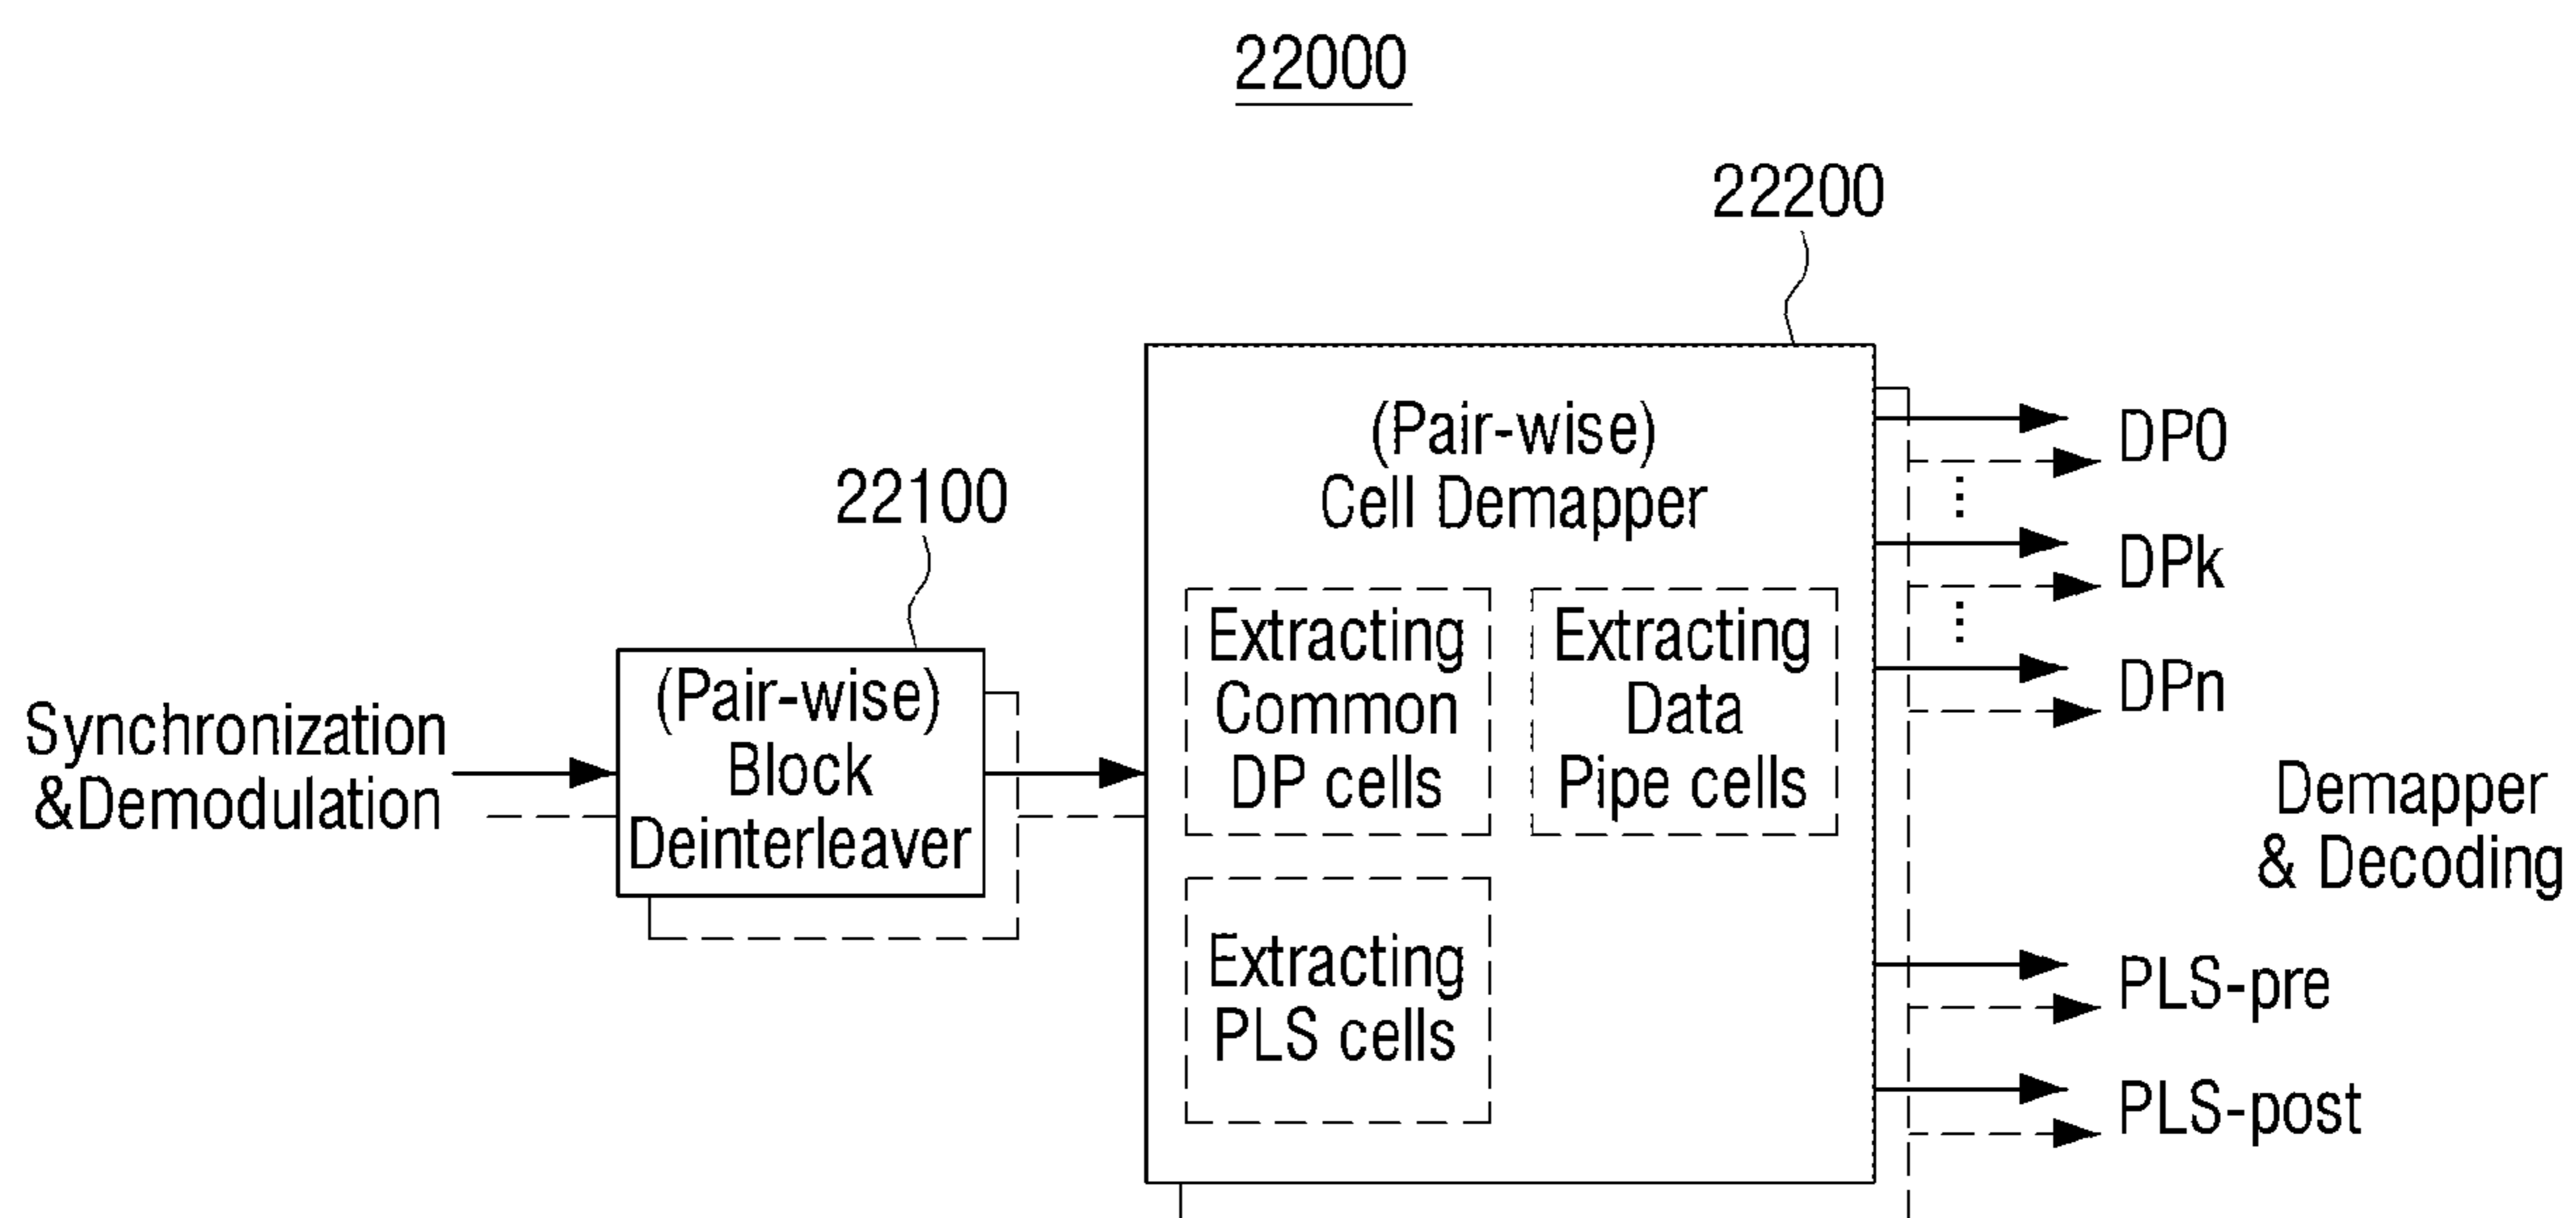 22000
22200
22100
(Pair-wise)
Cell Demapper
Extracting
Common
DP cells
Extracting
Data
Pipe cells
Extracting
PLS cells
(Pair-wise)
Block
Deinterleaver
Synchronization
&Demodulation
DP0
DPk
DPn
Demapper
& Decoding
PLS-pre
PLS-post